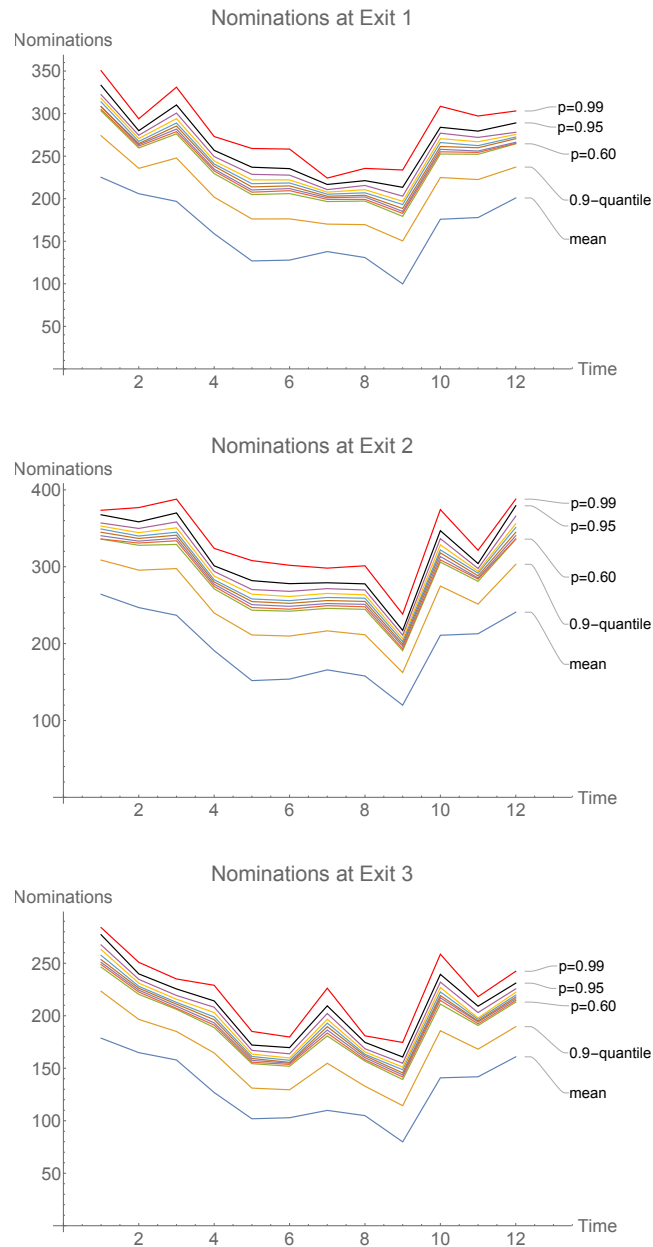 Nominations at Exit 1
Nominations
350
300
250
200
150
100
50
2 4 6 8 10 12
Time
p=0.99
p=0.95
p=0.60
0.9-quantile
mean
Nominations at Exit 2
Nominations
400
300
200
100
2 4 6 8 10 12
Time
p=0.99
p=0.95
p=0.60
0.9-quantile
mean
Nominations at Exit 3
Nominations
250
200
150
100
50
2 4 6 8 10 12
Time
p=0.99
p=0.95
p=0.60
0.9-quantile
mean